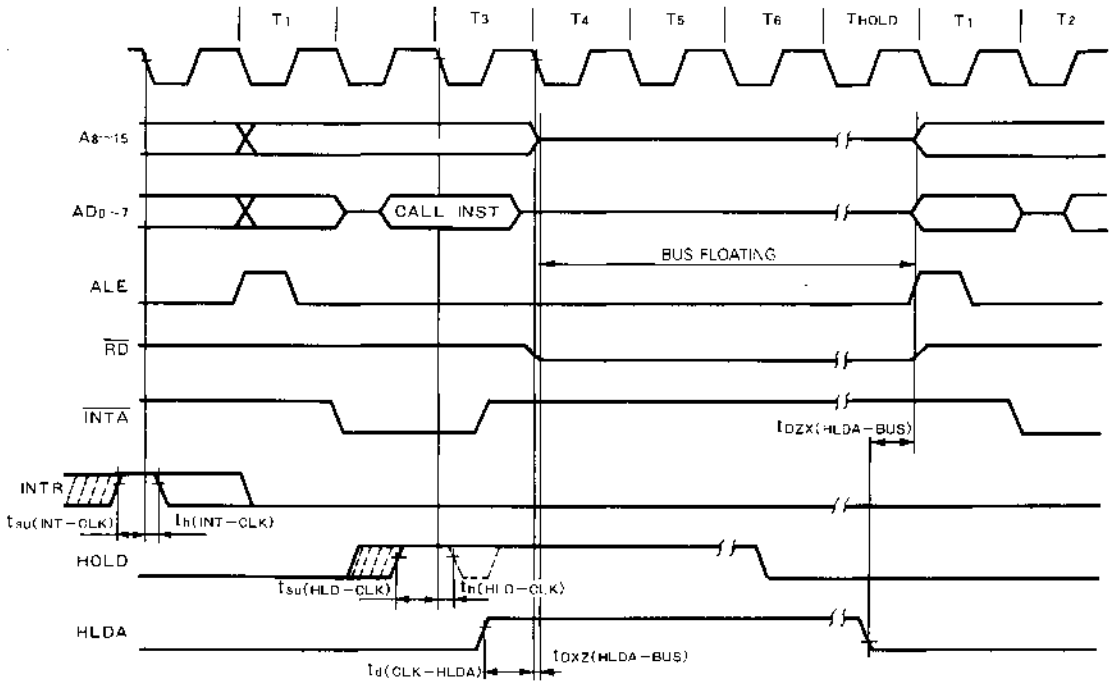 T1 T3 T4 T5 T6 THOLD T1 T2
A8~15
AD0~7 CALL INST
BUS FLOATING
ALE
RD
INTA
tDZX(HLDA-BUS)
INTR
tsu(INT-CLK) th(INT-CLK)
HOLD
tsu(HLD-CLK) th(HLD-CLK)
HLDA
td(CLK-HLDA) tDXZ(HLDA-BUS)